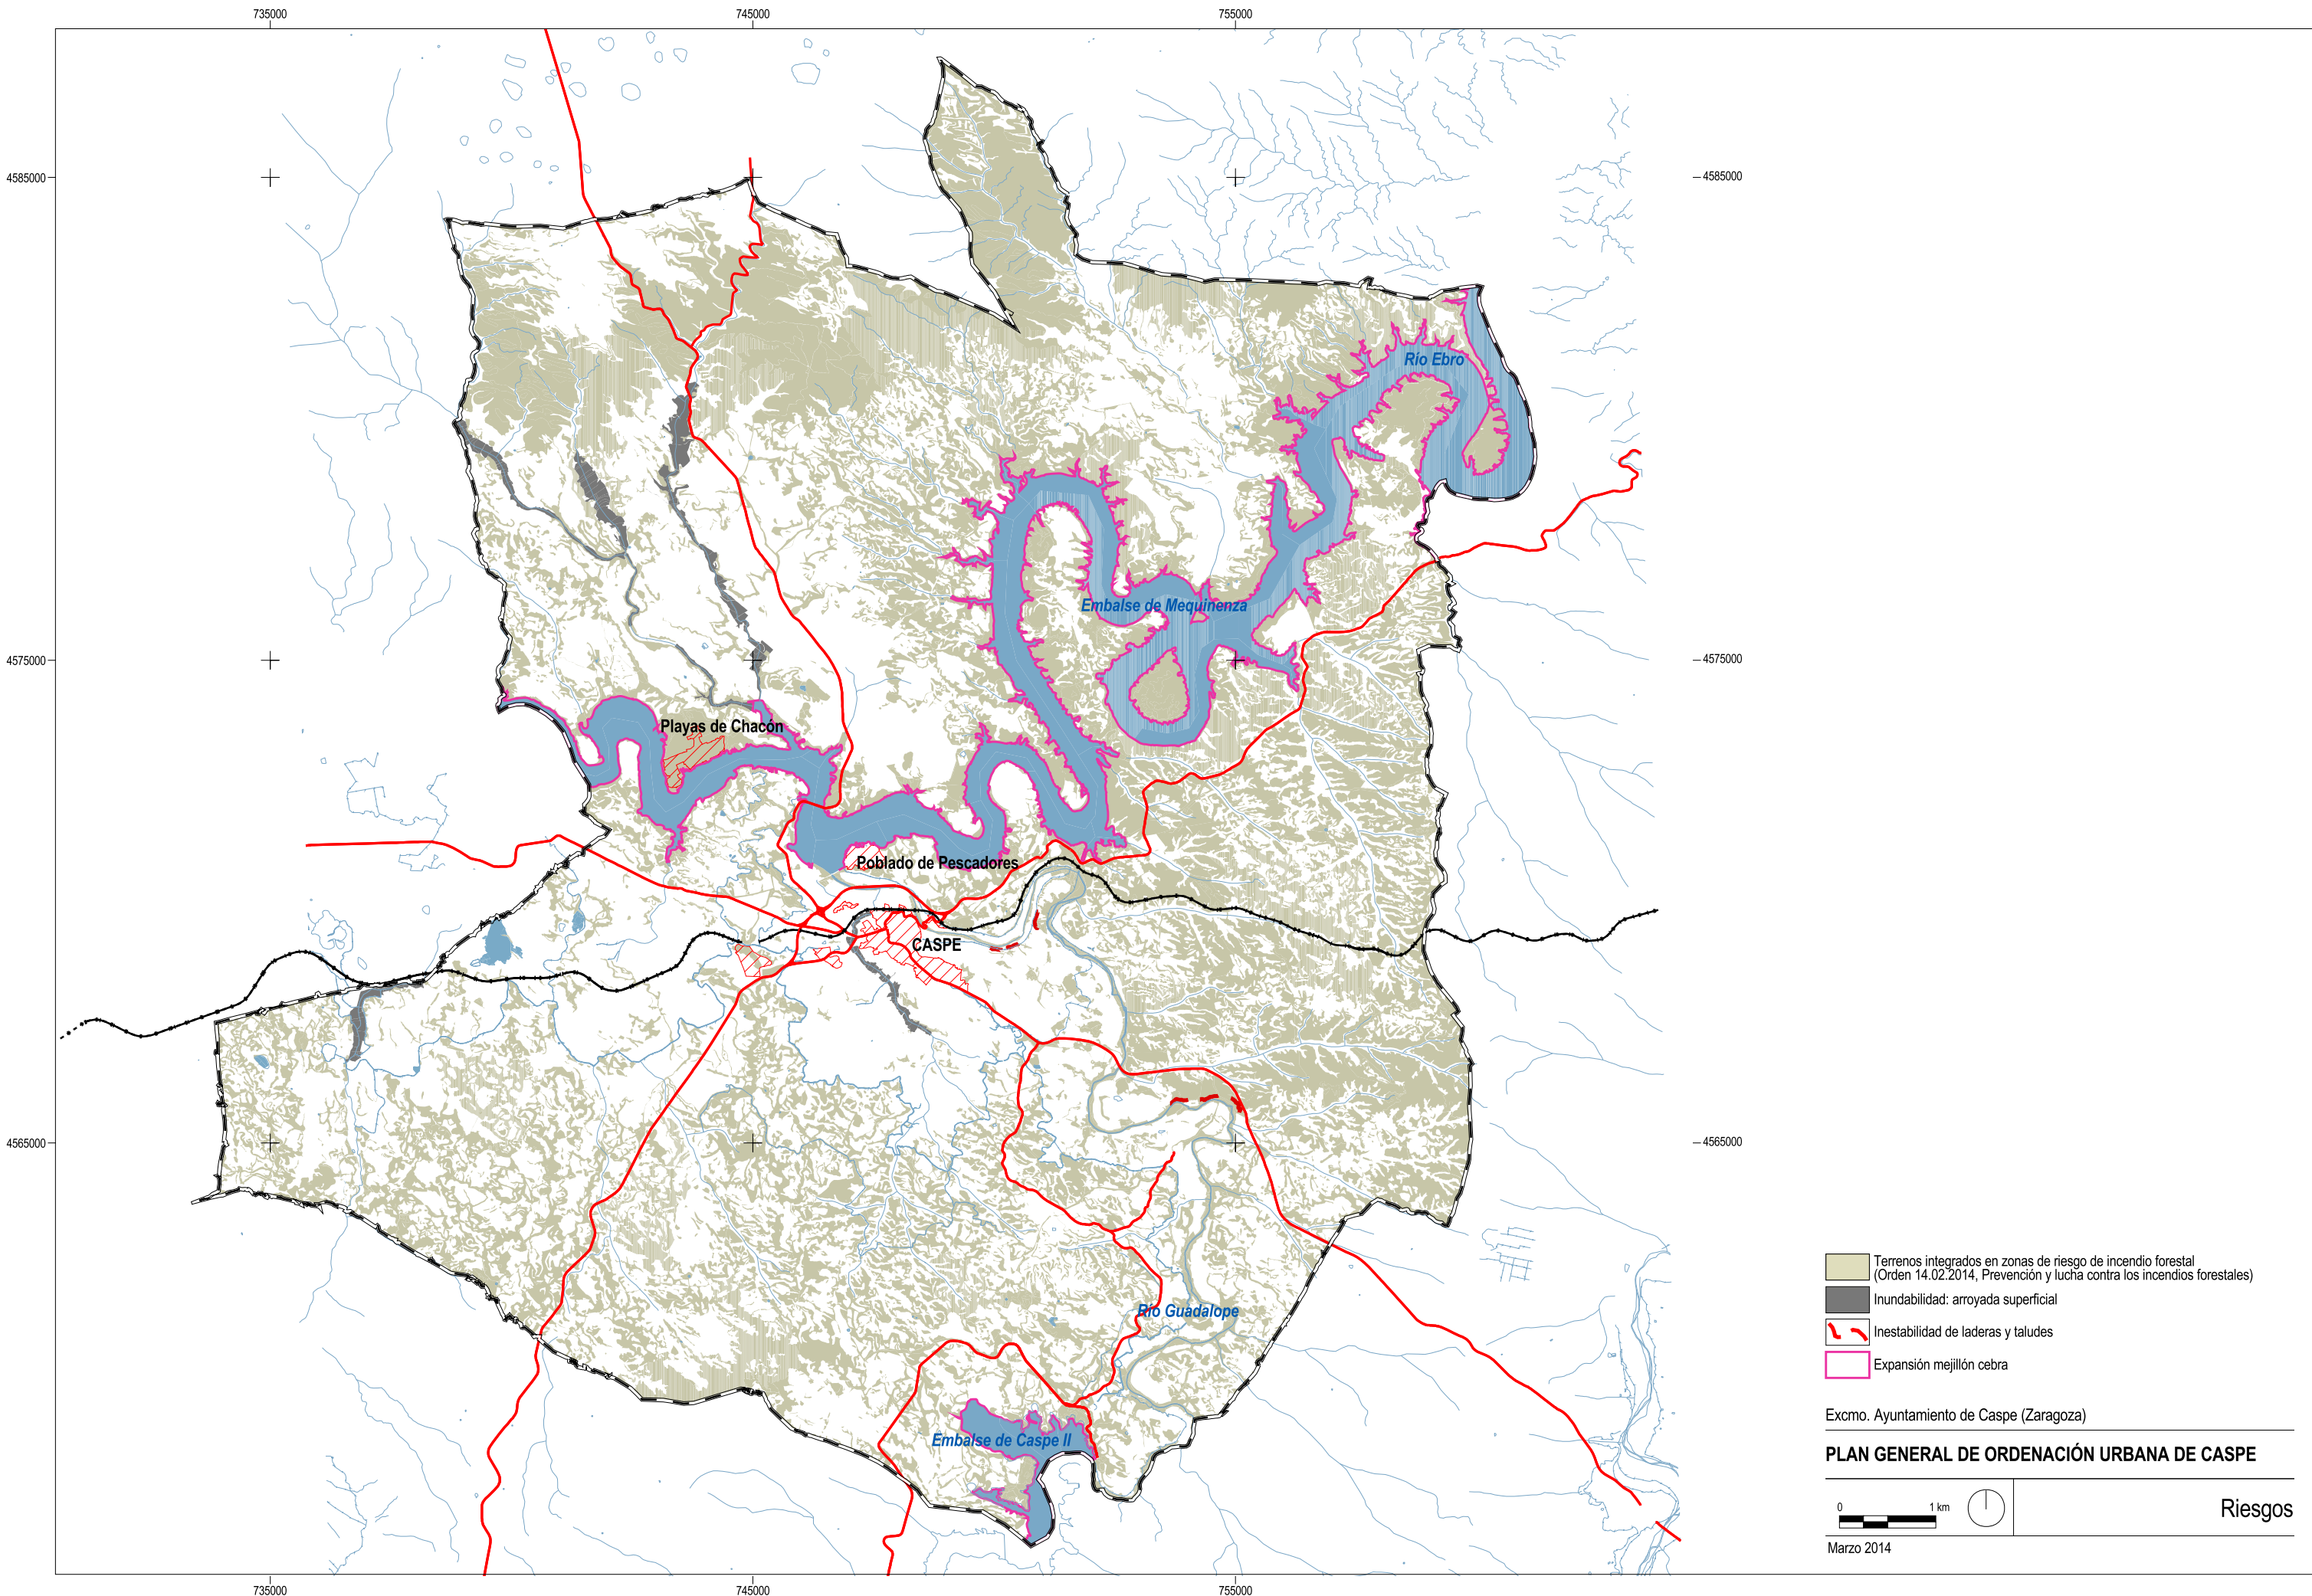 735000
745000
755000
4585000
4585000
Río Ebro
4575000
Embalse de Mequinenza
4575000
Playas de Chacón
Poblado de Pescadores
CASPE
4565000
4565000
Río Guadalope
Embalse de Caspe II
Terrenos integrados en zonas de riesgo de incendio forestal
(Orden 14.02.2014, Prevención y lucha contra los incendios forestales)
Inundabilidad: arroyada superficial
Inestabilidad de laderas y taludes
Expansión mejillón cebra
Excmo. Ayuntamiento de Caspe (Zaragoza)
PLAN GENERAL DE ORDENACIÓN URBANA DE CASPE
0 1 km
Riesgos
Marzo 2014
735000
745000
755000